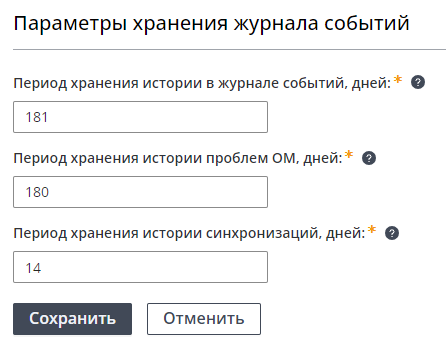 Параметры хранения журнала событий
Период хранения истории в журнале событий, дней:* ?
181
Период хранения истории проблем ОМ, дней:* ?
180
Период хранения истории синхронизаций, дней:* ?
14
Сохранить Отменить